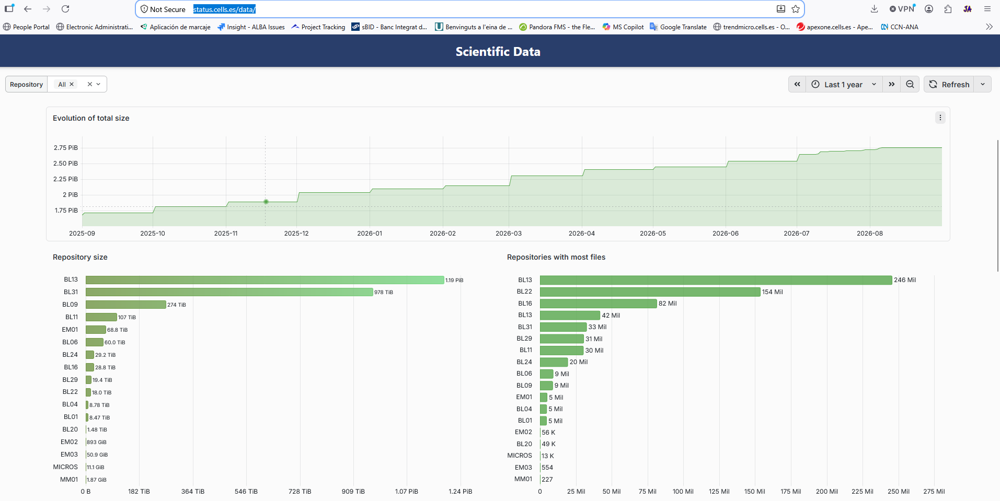 Not Secure status.cells.es/data/ VPN JA
People Portal Electronic Administrati... Aplicación de marcaje Insight - ALBA Issues Project Tracking sBID - Banc Integrat d... Benvinguts a l'eina de ... Pandora FMS - the Fle... MS Copilot Google Translate trendmicro.cells.es - O... apexone.cells.es - Ape... CCN-ANA
Scientific Data
Repository All Last 1 year Refresh
Evolution of total size
2.75 PiB
2.50 PiB
2.25 PiB
2 PiB
1.75 PiB
2025-09 2025-10 2025-11 2025-12 2026-01 2026-02 2026-03 2026-04 2026-05 2026-06 2026-07 2026-08
Repository size
BL13 1.19 PiB
BL31 978 TiB
BL09 274 TiB
BL11 107 TiB
EM01 68.8 TiB
BL06 60.0 TiB
BL24 29.2 TiB
BL16 28.8 TiB
BL29 19.4 TiB
BL22 18.0 TiB
BL04 8.78 TiB
BL01 8.47 TiB
BL20 1.48 TiB
EM02 893 GiB
EM03 50.9 GiB
MICROS 11.1 GiB
MM01 1.87 GiB
0 B 182 TiB 364 TiB 546 TiB 728 TiB 909 TiB 1.07 PiB 1.24 PiB
Repositories with most files
BL13 246 Mil
BL22 154 Mil
BL16 82 Mil
BL13 42 Mil
BL31 33 Mil
BL29 31 Mil
BL11 30 Mil
BL24 20 Mil
BL06 9 Mil
BL09 9 Mil
EM01 5 Mil
BL04 5 Mil
BL01 5 Mil
EM02 56 K
BL20 49 K
MICROS 13 K
EM03 554
MM01 227
0 25 Mil 50 Mil 75 Mil 100 Mil 125 Mil 150 Mil 175 Mil 200 Mil 225 Mil 250 Mil 275 Mil